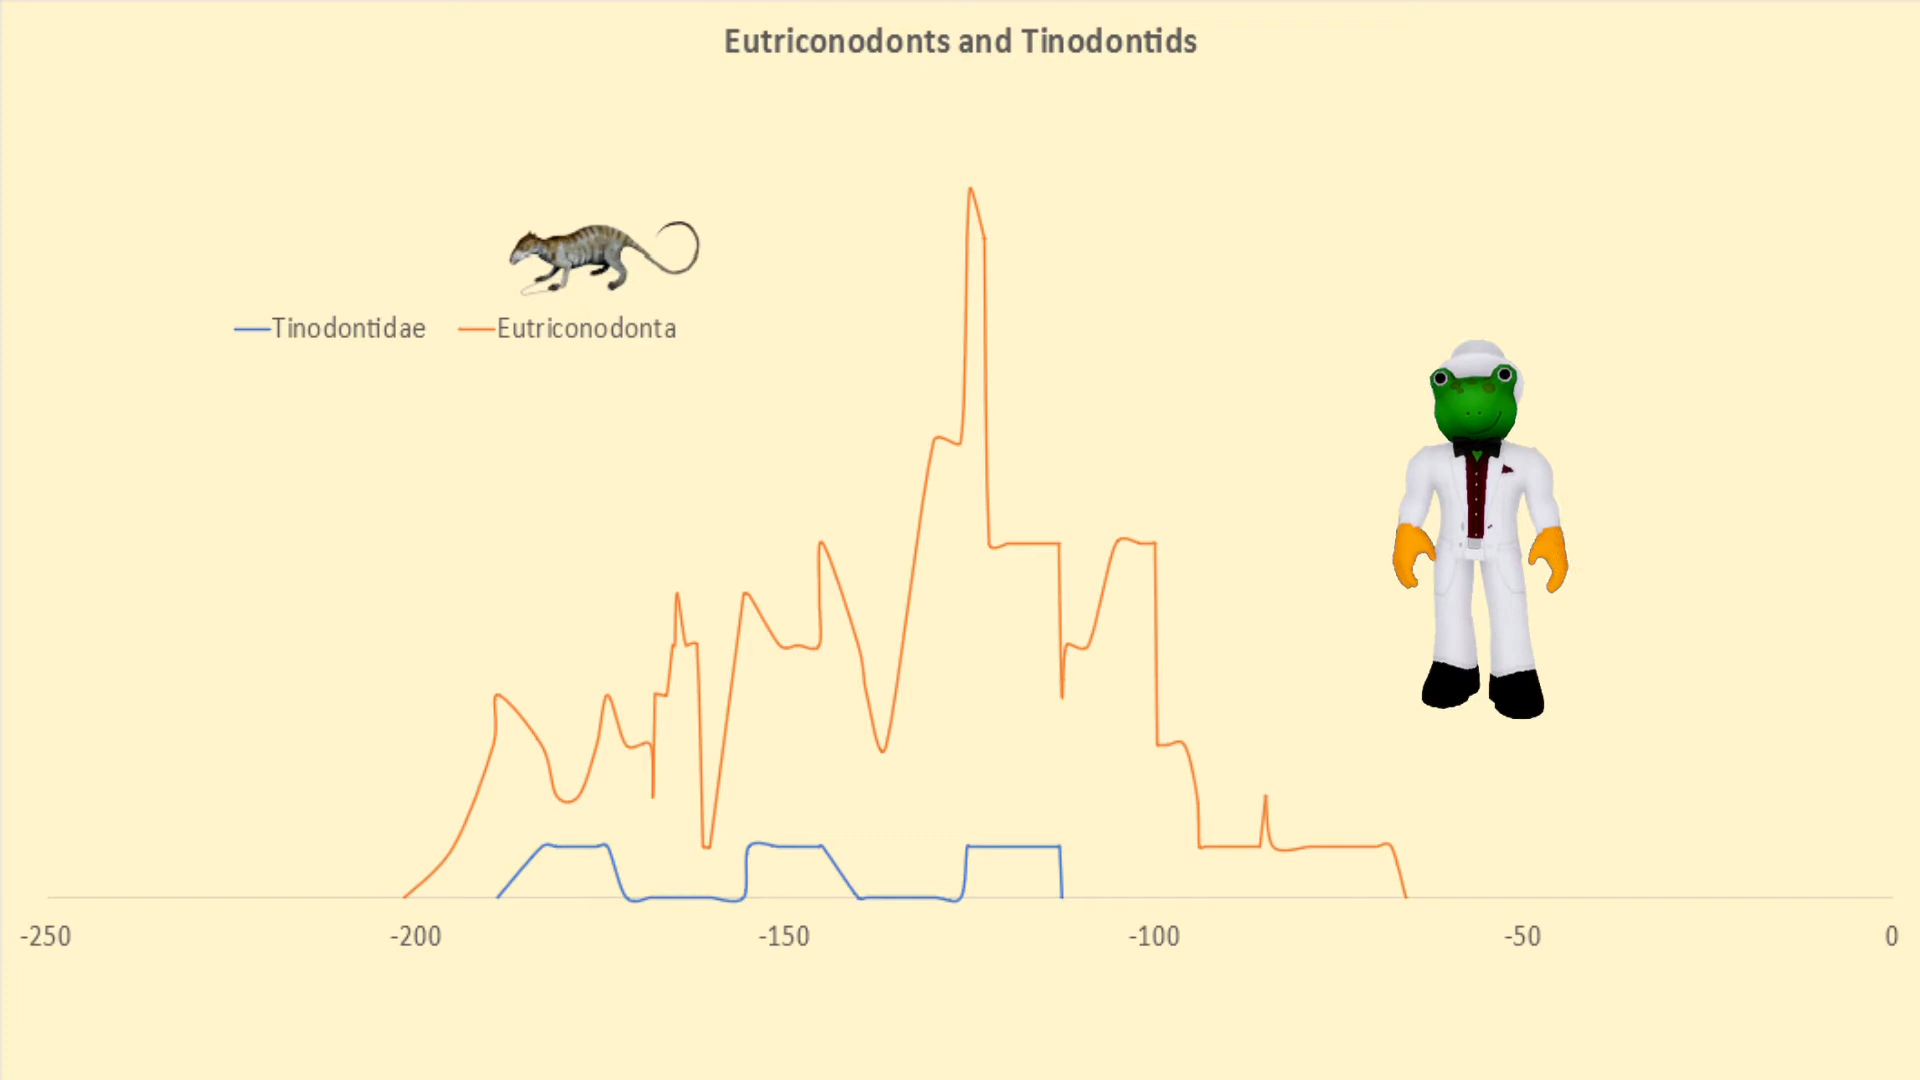 Eutriconodonts and Tinodontids
Tinodontidae Eutriconodonta
-250 -200 -150 -100 -50 0